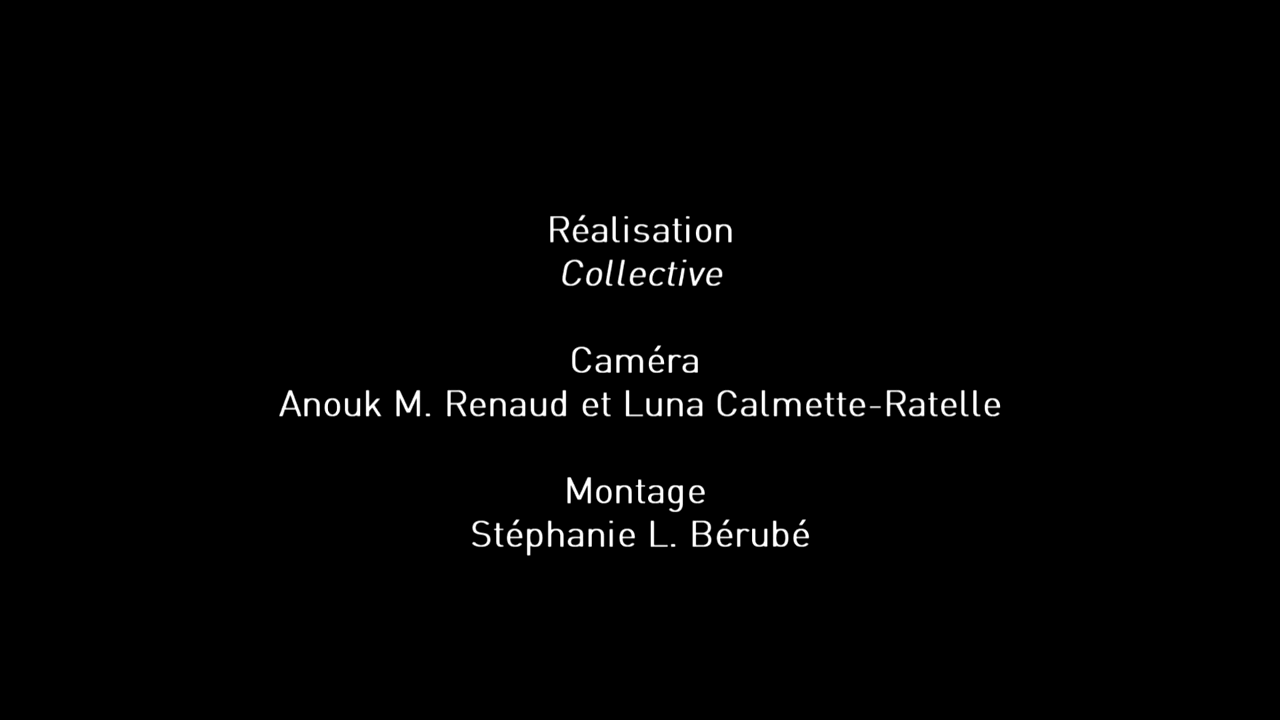 Réalisation
Collective
Caméra
Anouk M. Renaud et Luna Calmette-Ratelle
Montage
Stéphanie L. Bérubé